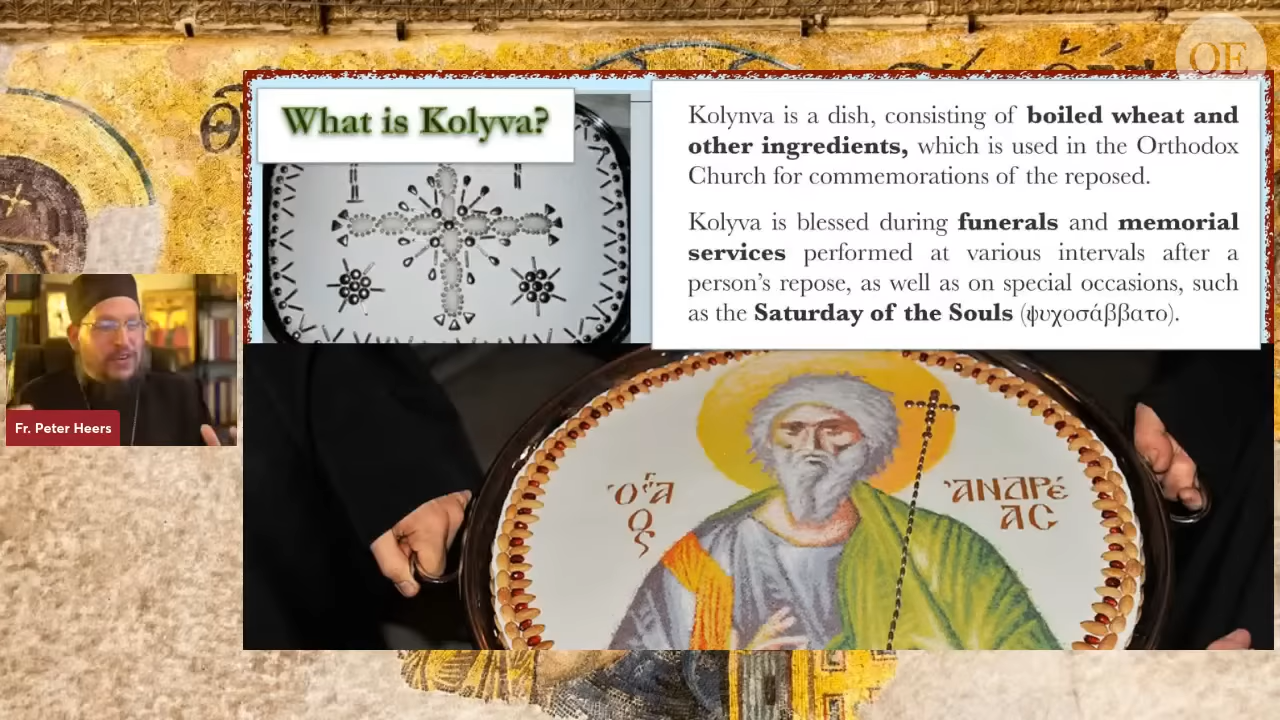 OE
What is Kolyva?
Kolynva is a dish, consisting of boiled wheat and
other ingredients, which is used in the Orthodox
Church for commemorations of the reposed.
Kolyva is blessed during funerals and memorial
services performed at various intervals after a
person's repose, as well as on special occasions, such
as the Saturday of the Souls (ψυχοσάββατο).
Fr. Peter Heers
ΑΝΔΡΈ
ΑС